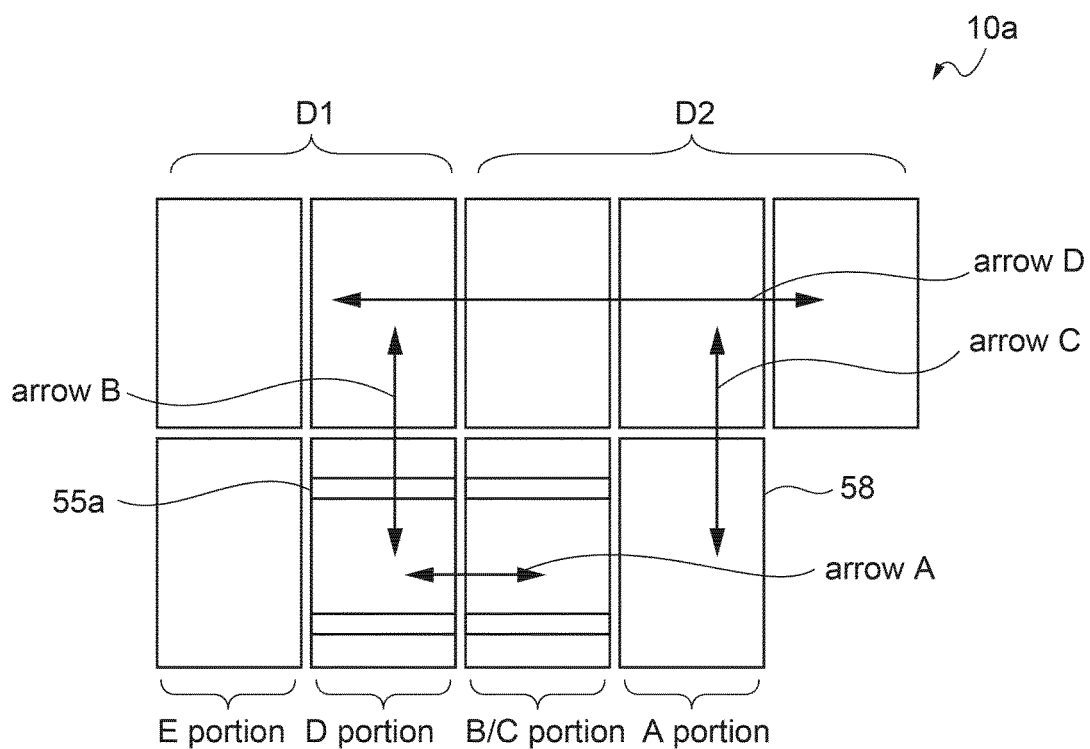 10a
D1
D2
arrow D
arrow C
arrow B
55a
58
arrow A
E portion
D portion
B/C portion
A portion